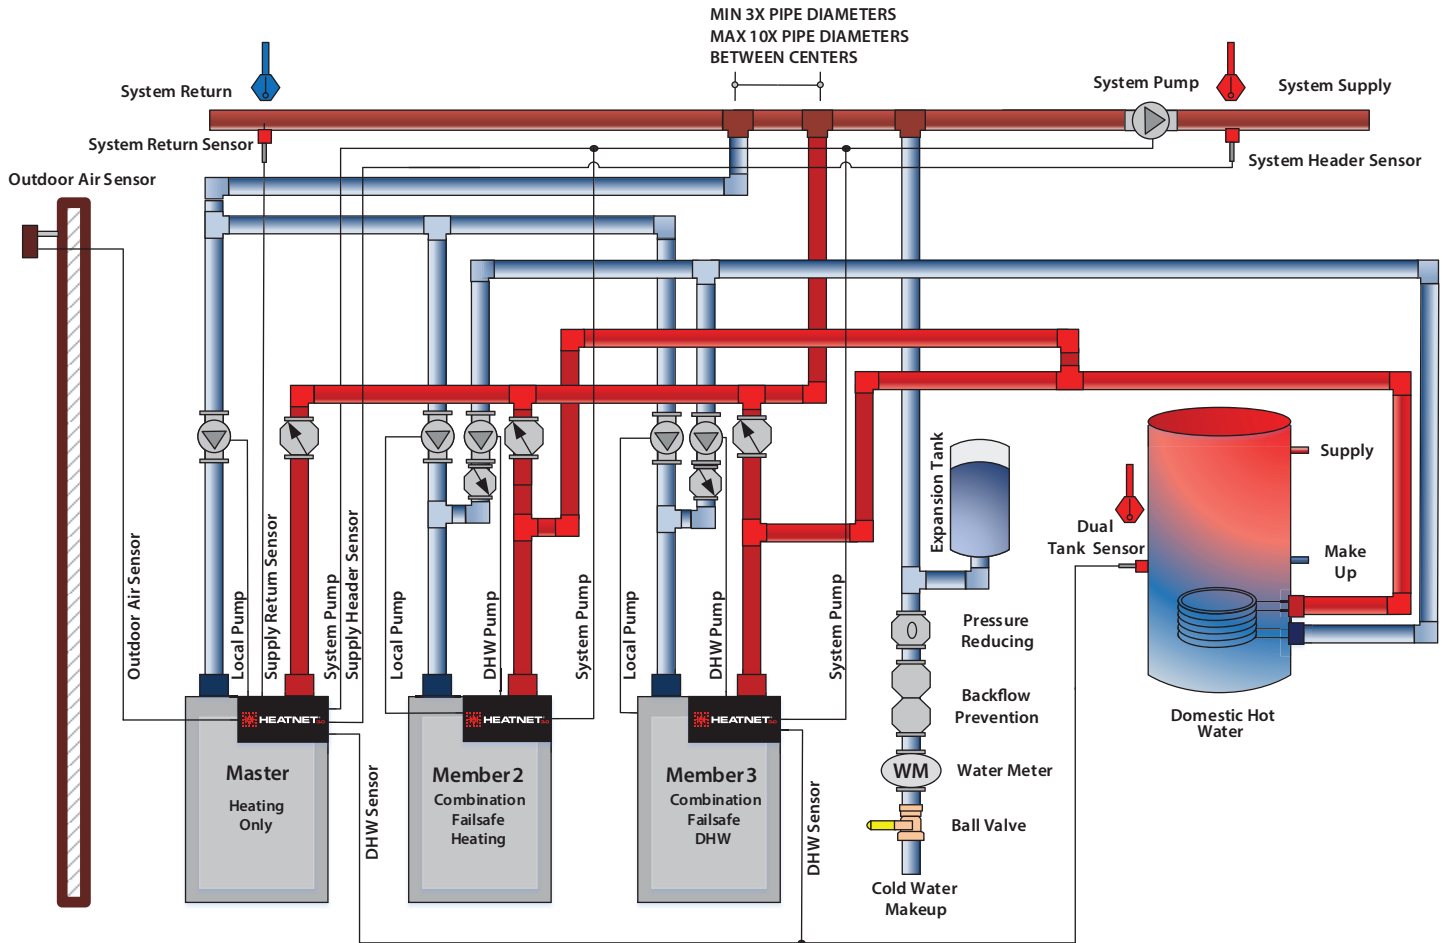 MIN 3X PIPE DIAMETERS
MAX 10X PIPE DIAMETERS
BETWEEN CENTERS
System Return
System Pump
System Supply
System Return Sensor
System Header Sensor
Outdoor Air Sensor
Expansion Tank
Supply
Dual
Tank Sensor
Make
Up
Outdoor Air Sensor
Local Pump
Supply Return Sensor
System Pump
Supply Header Sensor
Local Pump
DHW Pump
System Pump
Local Pump
DHW Pump
System Pump
Pressure
Reducing
Backflow
Prevention
Domestic Hot
Water
HEATNET
HEATNET
HEATNET
Master
Heating
Only
Member 2
Combination
Failsafe
Heating
Member 3
Combination
Failsafe
DHW
WM
Water Meter
Ball Valve
DHW Sensor
DHW Sensor
Cold Water
Makeup